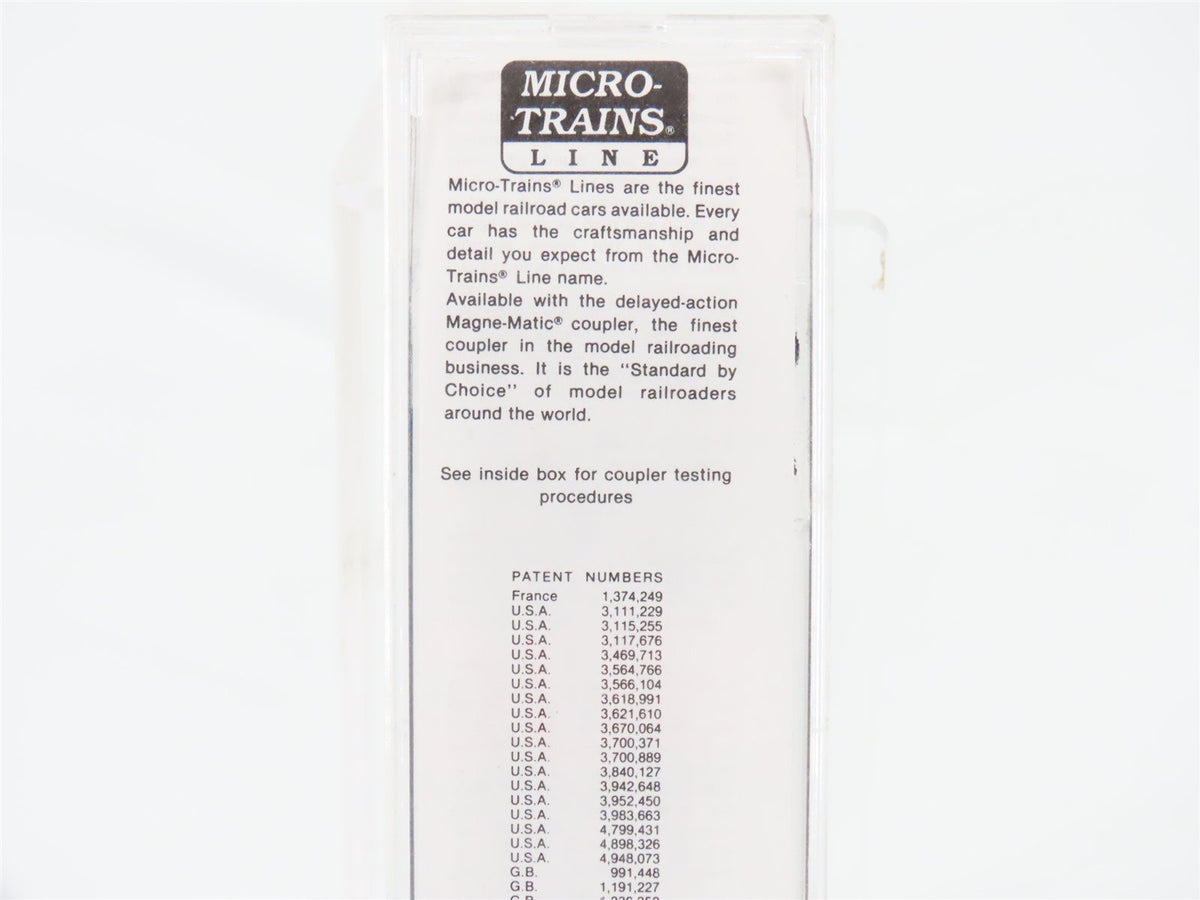 MICRO-
TRAINS®
LINE
Micro-Trains® Lines are the finest
model railroad cars available. Every
car has the craftsmanship and
detail you expect from the Micro-
Trains® Line name.
Available with the delayed-action
Magne-Matic® coupler, the finest
coupler in the model railroading
business. It is the "Standard by
Choice" of model railroaders
around the world.
See inside box for coupler testing
procedures
PATENT NUMBERS
France 1,374,249
U.S.A. 3,111,229
U.S.A. 3,115,255
U.S.A. 3,117,676
U.S.A. 3,469,713
U.S.A. 3,564,766
U.S.A. 3,566,104
U.S.A. 3,618,991
U.S.A. 3,621,610
U.S.A. 3,670,064
U.S.A. 3,700,371
U.S.A. 3,700,889
U.S.A. 3,840,127
U.S.A. 3,942,648
U.S.A. 3,952,450
U.S.A. 3,983,663
U.S.A. 4,799,431
U.S.A. 4,898,326
U.S.A. 4,948,073
G.B. 991,448
G.B. 1,191,227